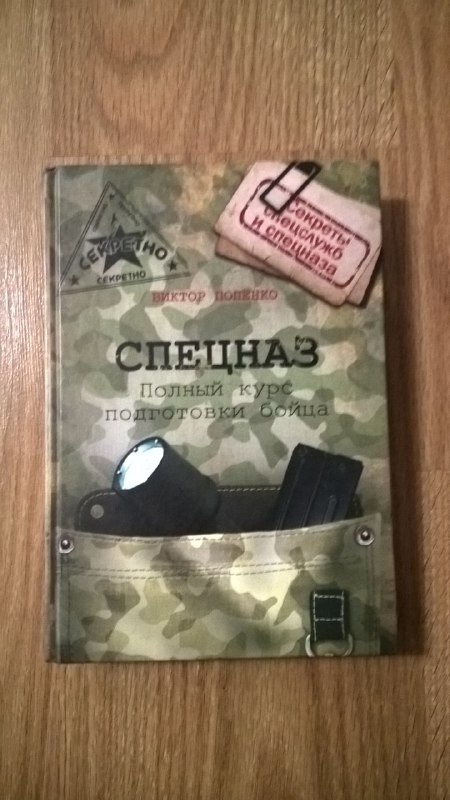 СЕКРЕТНО
СЕКРЕТНО
Секреты
спецслужб
и спецназа
ВИКТОР ПОПЕНКО
СПЕЦНАЗ
Полный курс
подготовки бойца